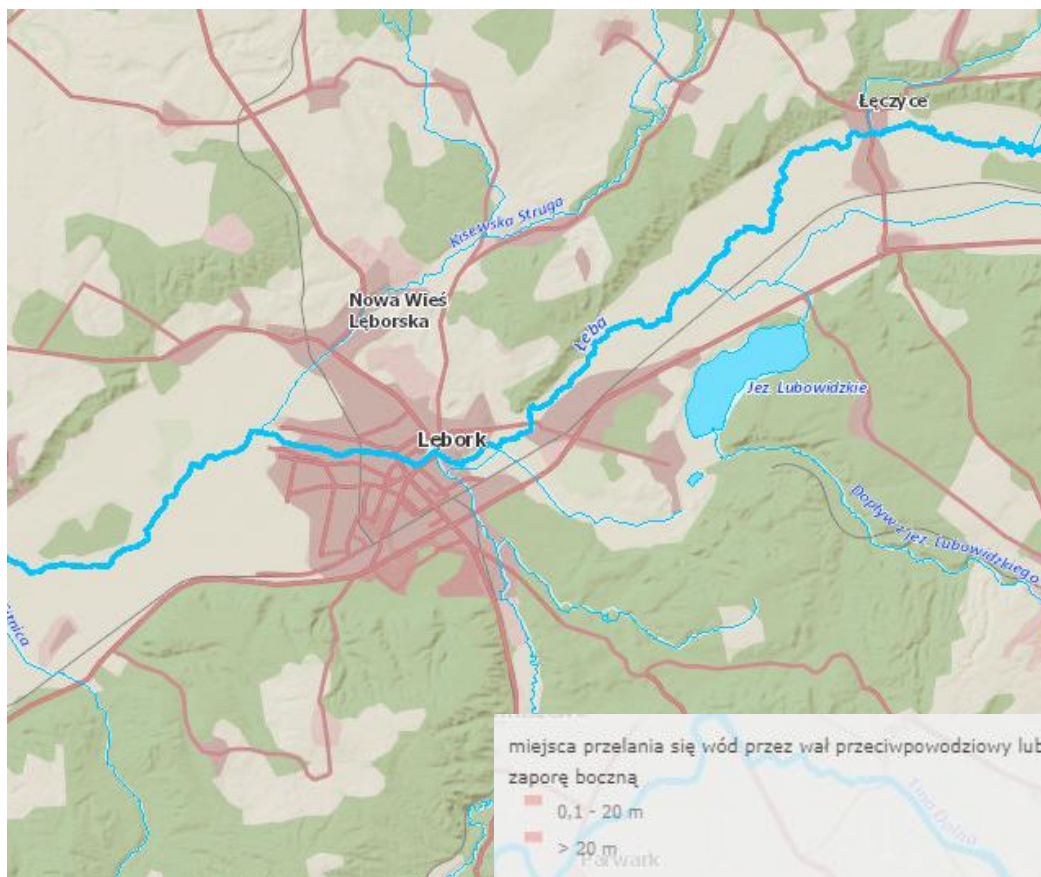 Łęczyce
Kisewska Struga
Nowa Wieś
Lęborska
Łeba
Jez. Lubowidzkie
Lębork
Dopływ z jez. Lubowidzkiego
miejsca przelania się wód przez wał przeciwpowodziowy lub
zaporę boczną
0,1 - 20 m
> 20 m
Parwark